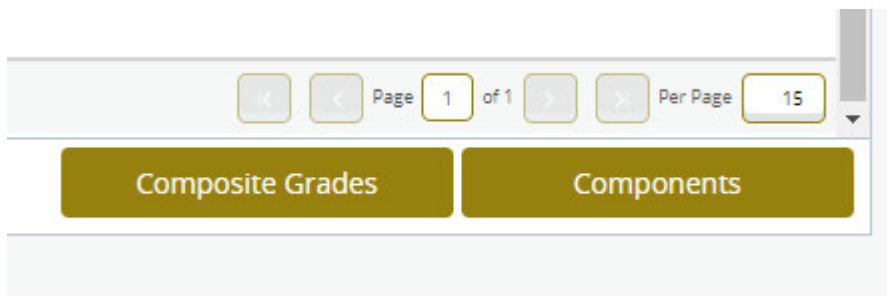 Page 1 of 1 Per Page 15
Composite Grades Components